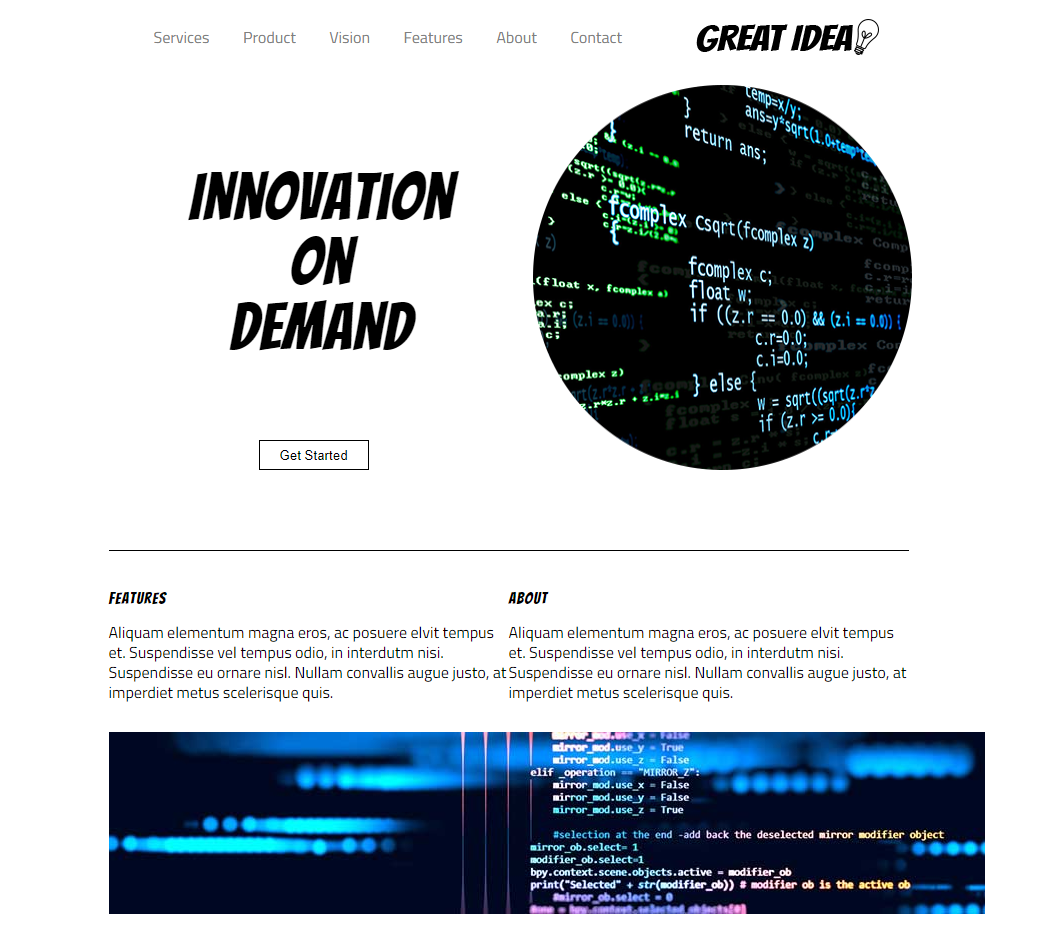 Services Product Vision Features About Contact
GREAT IDEA
INNOVATION
ON
DEMAND
Get Started
temp=x/y;
ans=y*sqrt(1.0+temp*te
}
return ans;
}
fcomplex Csqrt(fcomplex z)
{
fcomplex c;
float w;
if ((z.r == 0.0) && (z.i == 0.0)) {
c.r=0.0;
c.i=0.0;
} else {
w = sqrt((sqrt(z.r*z
if (z.r >= 0.0){
FEATURES
Aliquam elementum magna eros, ac posuere elvit tempus
et. Suspendisse vel tempus odio, in interdutm nisi.
Suspendisse eu ornare nisl. Nullam convallis augue justo, at
imperdiet metus scelerisque quis.
ABOUT
Aliquam elementum magna eros, ac posuere elvit tempus
et. Suspendisse vel tempus odio, in interdutm nisi.
Suspendisse eu ornare nisl. Nullam convallis augue justo, at
imperdiet metus scelerisque quis.
mirror_mod.use_x = False
mirror_mod.use_y = True
mirror_mod.use_z = False
elif _operation == "MIRROR_Z":
mirror_mod.use_x = False
mirror_mod.use_y = False
mirror_mod.use_z = True
#selection at the end -add back the deselected mirror modifier object
mirror_ob.select= 1
modifier_ob.select=1
bpy.context.scene.objects.active = modifier_ob
print("Selected" + str(modifier_ob)) # modifier ob is the active ob
#mirror_ob.select = 0
#one = bpy.context.selected_objects[0]